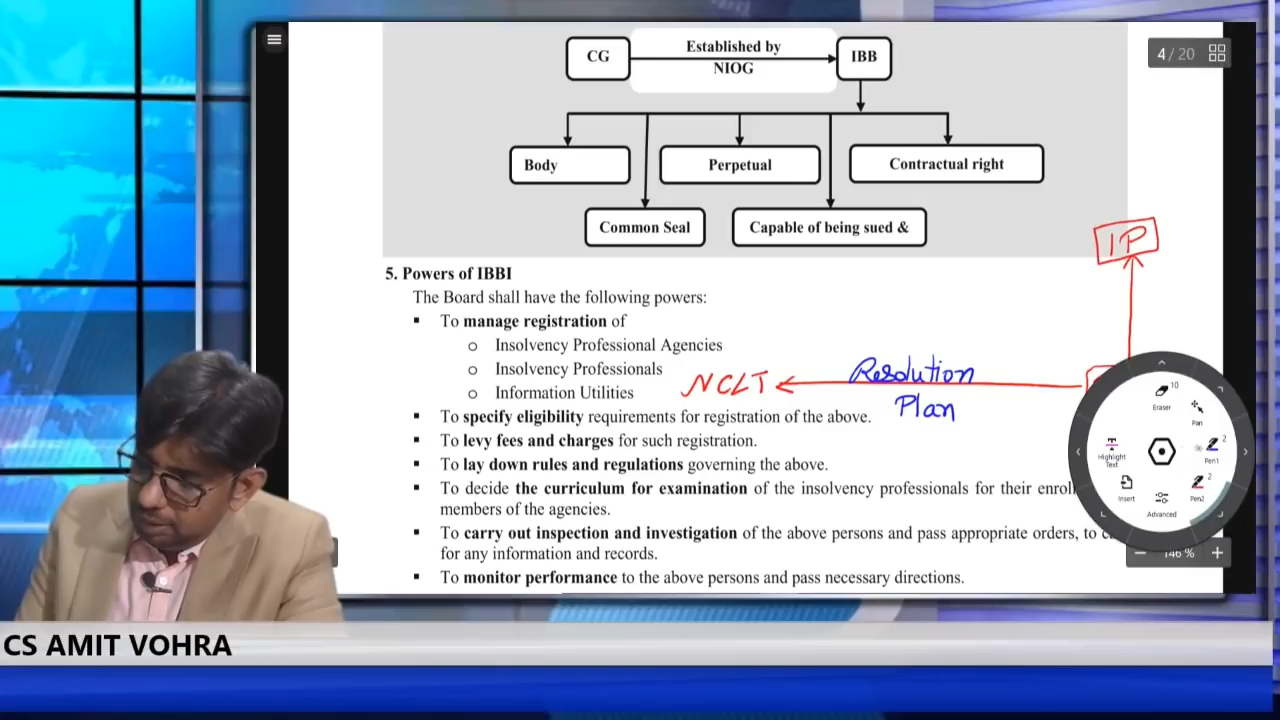 4 / 20
CG
Established by
NIOG
IBB
Body
Perpetual
Contractual right
Common Seal
Capable of being sued &
IP
5. Powers of IBBI
The Board shall have the following powers:
▪ To manage registration of
o Insolvency Professional Agencies
o Insolvency Professionals
o Information Utilities
NCLT
Resolution
Plan
▪ To specify eligibility requirements for registration of the above.
▪ To levy fees and charges for such registration.
▪ To lay down rules and regulations governing the above.
▪ To decide the curriculum for examination of the insolvency professionals for their enroll
members of the agencies.
▪ To carry out inspection and investigation of the above persons and pass appropriate orders, to
for any information and records.
▪ To monitor performance to the above persons and pass necessary directions.
Eraser
10
Pan
Highlight
Text
Pen1
2
Insert
Pen2
2
Advanced
146 %
CS AMIT VOHRA